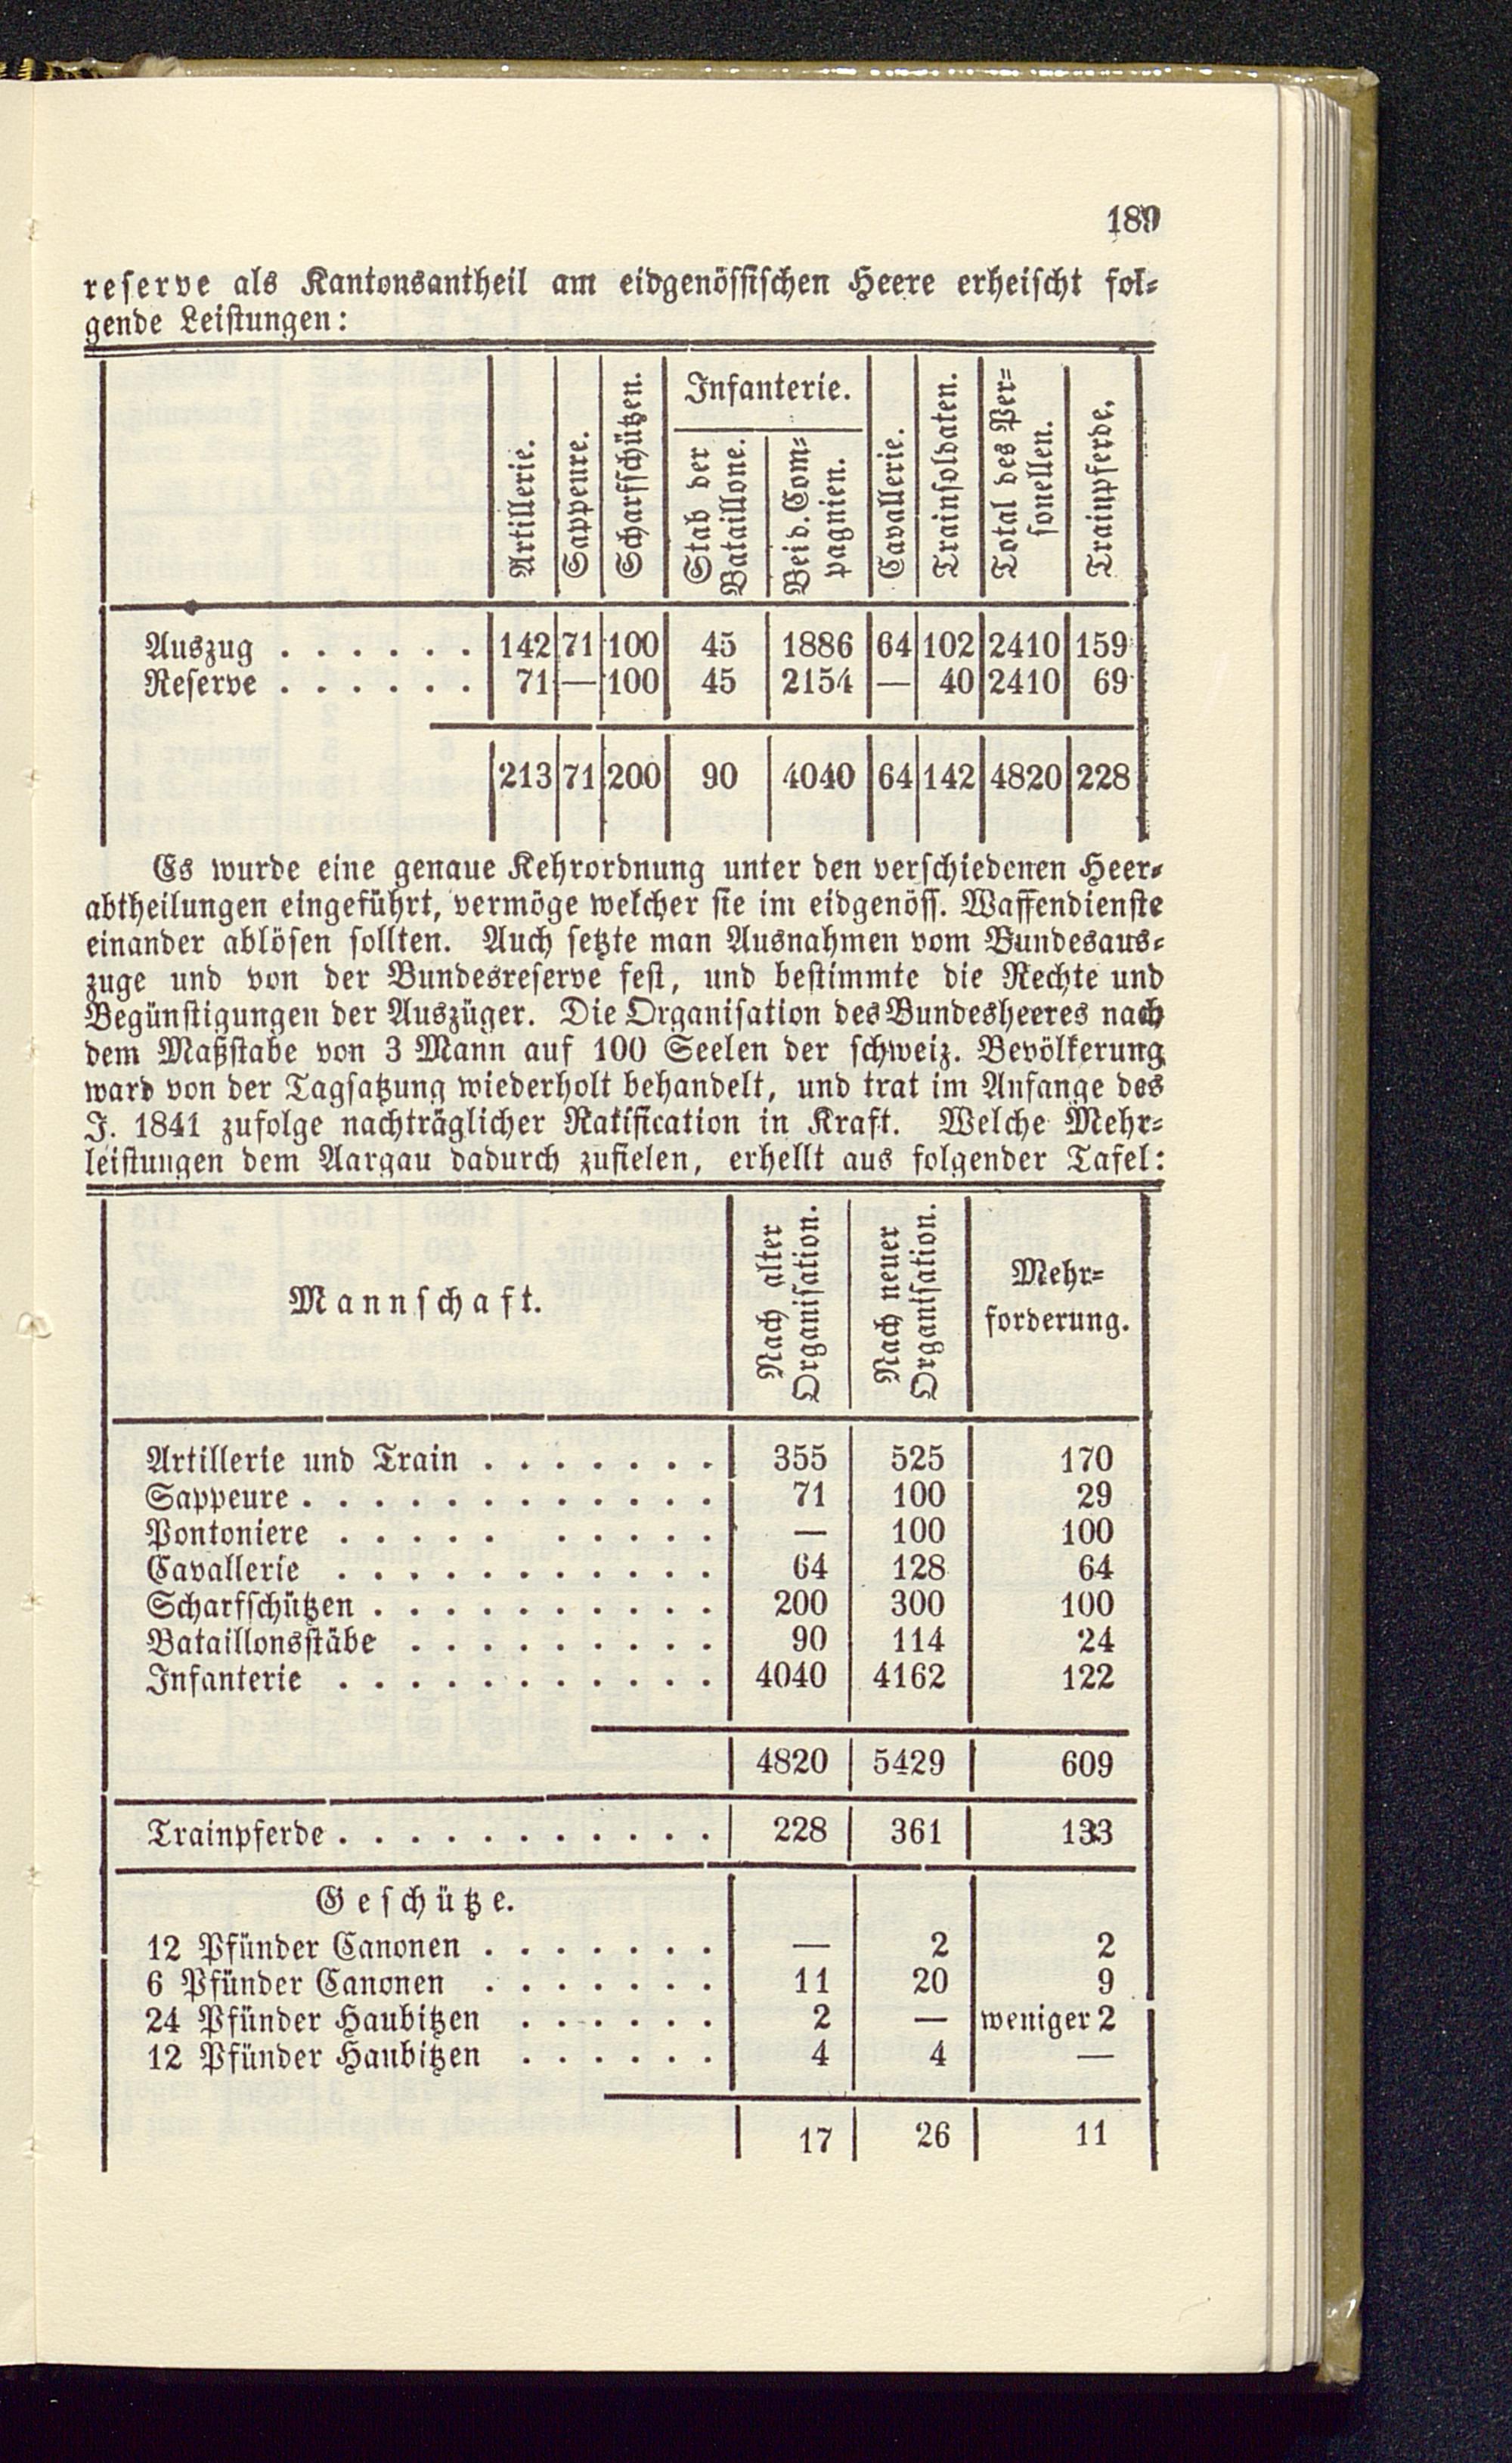 189
reserve als Kantonsantheil am eidgenössischen Heere erheischt fol=
gende Leistungen:
Artillerie. Sappeure. Scharfschützen. Infanterie. Stab der Bataillone. Beid. Com=pagnien. Cavallerie. Trainsoldaten. Total des Per=sonellen. Trainpferde.
Auszug . . . . . . 142 71 100 45 1886 64 102 2410 159
Reserve . . . . . . 71 — 100 45 2154 — 40 2410 69
213 71 200 90 4040 64 142 4820 228
Es wurde eine genaue Kehrordnung unter den verschiedenen Heer=
abtheilungen eingeführt, vermöge welcher sie im eidgenöss. Waffendienste
einander ablösen sollten. Auch setzte man Ausnahmen vom Bundesaus=
zuge und von der Bundesreserve fest, und bestimmte die Rechte und
Begünstigungen der Auszüger. Die Organisation des Bundesheeres nach
dem Maßstabe von 3 Mann auf 100 Seelen der schweiz. Bevölkerung
ward von der Tagsatzung wiederholt behandelt, und trat im Anfange des
J. 1841 zufolge nachträglicher Ratification in Kraft. Welche Mehr=
leistungen dem Aargau dadurch zufielen, erhellt aus folgender Tafel:
Mannschaft. Nach alter Organisation. Nach neuer Organisation. Mehr=forderung.
Artillerie und Train . . . . . . . 355 525 170
Sappeure . . . . . . . . . . . . 71 100 29
Pontoniere . . . . . . . . . . — 100 100
Cavallerie . . . . . . . . . . . 64 128 64
Scharfschützen . . . . . . . . . . 200 300 100
Bataillonsstäbe . . . . . . . . . 90 114 24
Infanterie . . . . . . . . . . . 4040 4162 122
4820 5429 609
Trainpferde . . . . . . . . . . . 228 361 133
Geschütze.
12 Pfünder Canonen . . . . . . . — 2 2
6 Pfünder Canonen . . . . . . . 11 20 9
24 Pfünder Haubitzen . . . . . . 2 — weniger 2
12 Pfünder Haubitzen . . . . . . 4 4 —
17 26 11